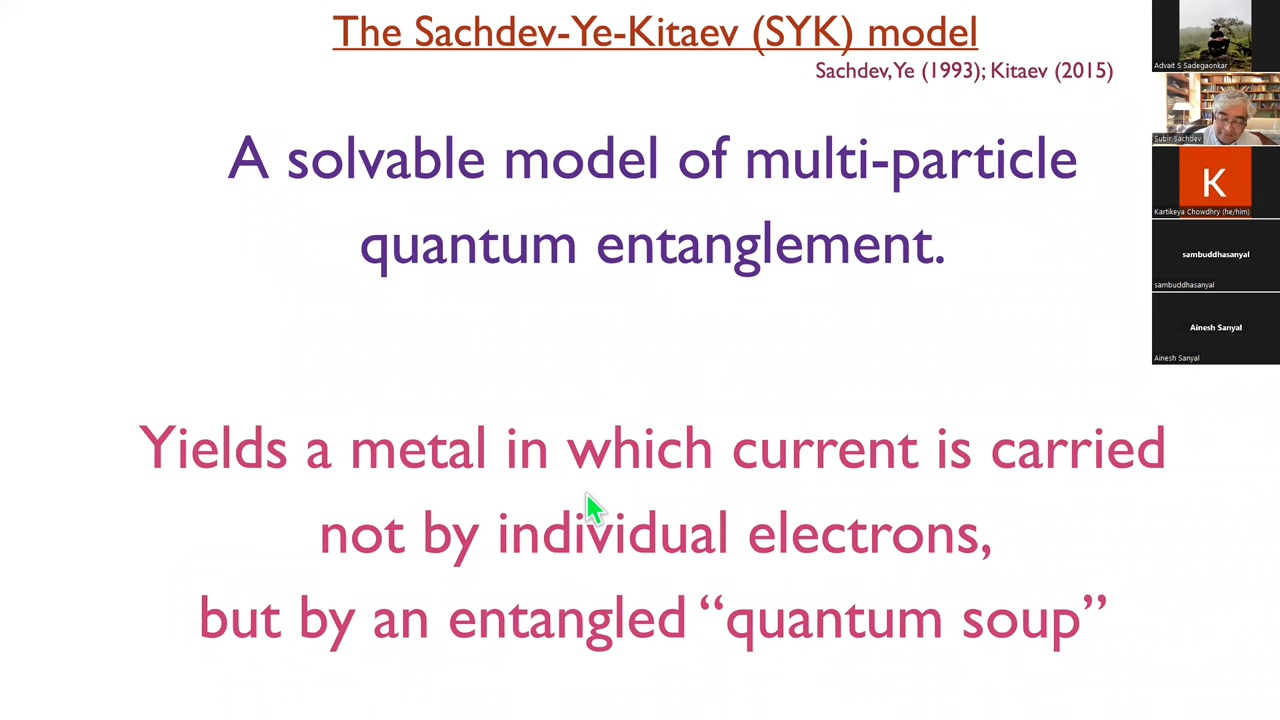 The Sachdev-Ye-Kitaev (SYK) model
Sachdev, Ye (1993); Kitaev (2015)
A solvable model of multi-particle
quantum entanglement.
Yields a metal in which current is carried
not by individual electrons,
but by an entangled “quantum soup”
Advait S Sadegaonkar
Subir Sachdev
K
Kartikeya Chowdhry (he/him)
sambuddhasanyal
sambuddhasanyal
Ainesh Sanyal
Ainesh Sanyal